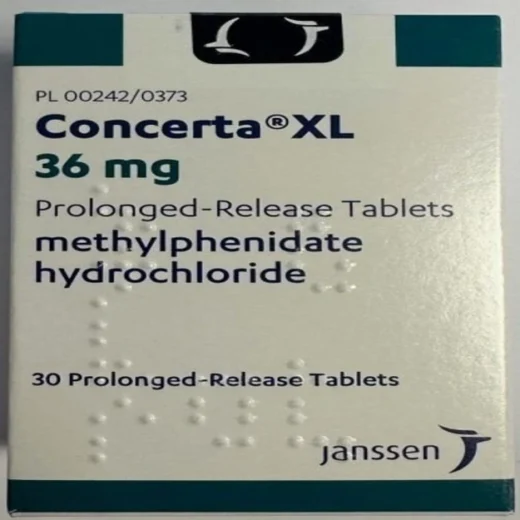 PL 00242/0373
Concerta®XL
36 mg
Prolonged-Release Tablets
methylphenidate
hydrochloride
30 Prolonged-Release Tablets
janssen